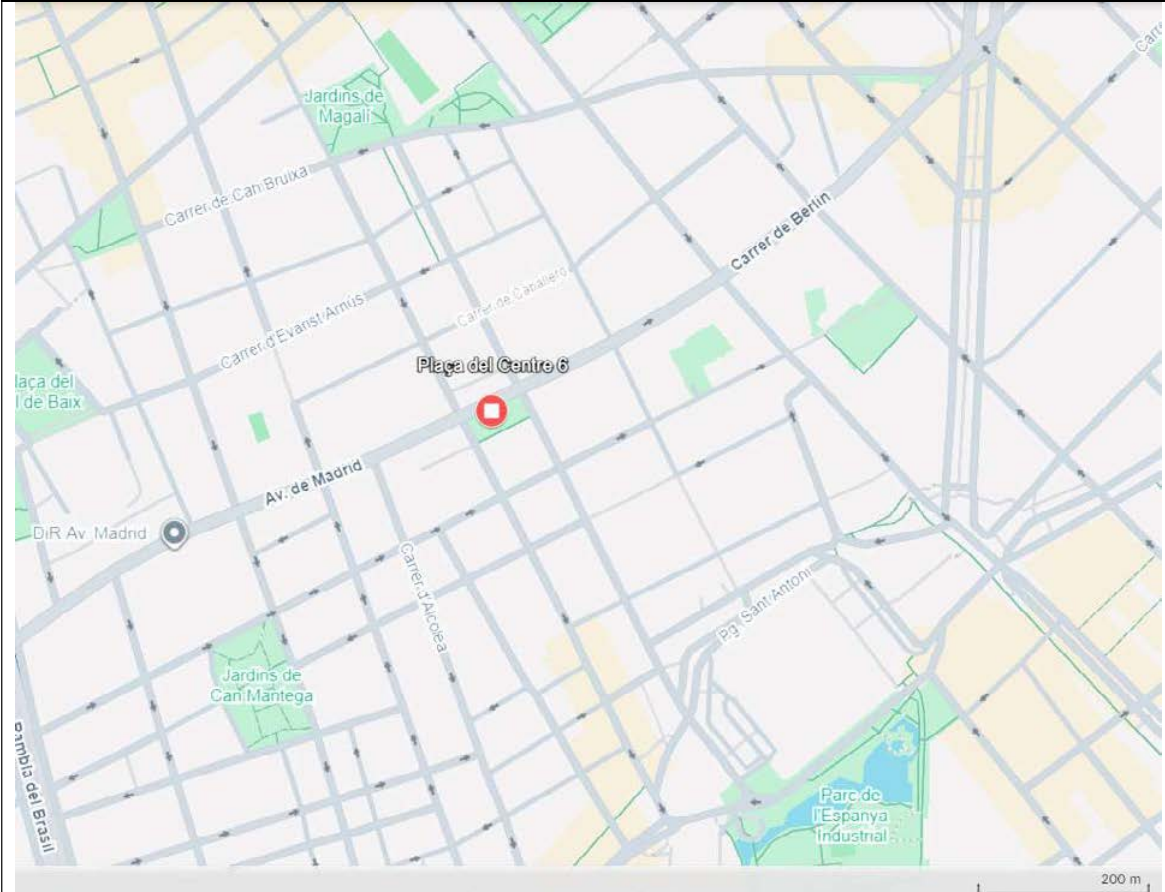 Jardins de
Magalí
Carrer de Can Bruixa
Carrer de Berlín
Carrer de Caballero
Carrer d'Evarist Arnús
Plaça del Centre 6
laça del
l de Baix
Av. de Madrid
DiR Av. Madrid
Carrer d'Alcolea
Pg. Sant Antoni
Jardins de
Can Mantega
Rambla del Brasil
Parc de
l'Espanya
Industrial
200 m